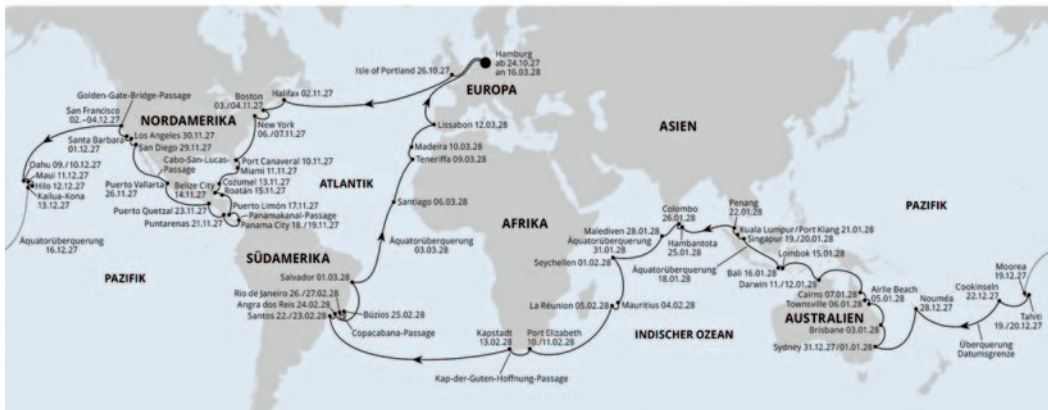 Hamburg
ab 24.10.27
an 16.03.28
Isle of Portland 26.10.27
EUROPA
Halifax 02.11.27
Boston
03./04.11.27
New York
06./07.11.27
Golden-Gate-Bridge-Passage
San Francisco
02.–04.12.27
NORDAMERIKA
Los Angeles 30.11.27
Santa Barbara
01.12.27
San Diego 29.11.27
Cabo-San-Lucas-
Passage
Oahu 09./10.12.27
Maui 11.12.27
Hilo 12.12.27
Kailua-Kona
13.12.27
Puerto Vallarta
26.11.27
Port Canaveral 10.11.27
Miami 11.11.27
Cozumel 13.11.27
Roatán 15.11.27
Belize City
14.11.27
ATLANTIK
Puerto Quetzal 23.11.27
Puerto Limón 17.11.27
Panamakanal-Passage
Puntarenas 21.11.27
Panama City 18./19.11.27
Äquatorüberquerung
16.12.27
PAZIFIK
SÜDAMERIKA
Lissabon 12.03.28
Madeira 10.03.28
Teneriffa 09.03.28
Santiago 06.03.28
Äquatorüberquerung
03.03.28
Salvador 01.03.28
Rio de Janeiro 26./27.02.28
Angra dos Reis 24.02.28
Santos 22./23.02.28
Búzios 25.02.28
Copacabana-Passage
AFRIKA
Kapstadt
13.02.28
Port Elizabeth
10./11.02.28
Kap-der-Guten-Hoffnung-Passage
ASIEN
Colombo
26.01.28
Penang
22.01.28
Malediven 28.01.28
Äquatorüberquerung
31.01.28
Hambantota
25.01.28
Kuala Lumpur/Port Klang 21.01.28
Singapur 19./20.01.28
Seychellen 01.02.28
Äquatorüberquerung
18.01.28
Lombok 15.01.28
Bali 16.01.28
Darwin 11./12.01.28
La Réunion 05.02.28
Mauritius 04.02.28
INDISCHER OZEAN
Cairns 07.01.28
Townsville 06.01.28
Airlie Beach
05.01.28
AUSTRALIEN
Brisbane 03.01.28
Sydney 31.12.27/01.01.28
Nouméa
28.12.27
PAZIFIK
Moorea
19.12.27
Cookinseln
22.12.27
Tahiti
19./20.12.27
Überquerung
Datumsgrenze